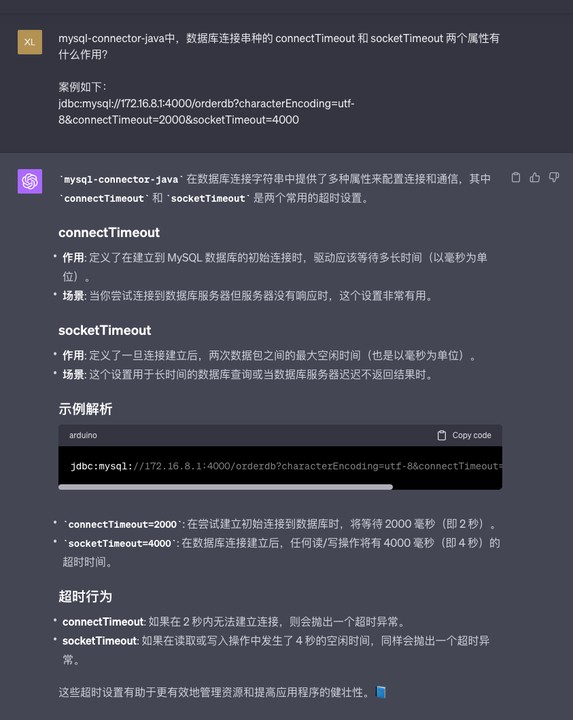 XL
mysql-connector-java中，数据库连接串种的 connectTimeout 和 socketTimeout 两个属性有
什么作用?
案例如下：
jdbc:mysql://172.16.8.1:4000/orderdb?characterEncoding=utf-
8&connectTimeout=2000&socketTimeout=4000
`mysql-connector-java` 在数据库连接字符串中提供了多种属性来配置连接和通信，其中
`connectTimeout` 和 `socketTimeout` 是两个常用的超时设置。
connectTimeout
• 作用: 定义了在建立到 MySQL 数据库的初始连接时，驱动应该等待多长时间（以毫秒为单
位）。
• 场景: 当你尝试连接到数据库服务器但服务器没有响应时，这个设置非常有用。
socketTimeout
• 作用: 定义了一旦连接建立后，两次数据包之间的最大空闲时间（也是以毫秒为单位）。
• 场景: 这个设置用于长时间的数据库查询或当数据库服务器迟迟不返回结果时。
示例解析
arduino Copy code
jdbc:mysql://172.16.8.1:4000/orderdb?characterEncoding=utf-8&connectTimeout=
• `connectTimeout=2000`: 在尝试建立初始连接到数据库时，将等待 2000 毫秒（即 2 秒）。
• `socketTimeout=4000`: 在数据库连接建立后，任何读/写操作将有 4000 毫秒（即 4 秒）的
超时时间。
超时行为
• connectTimeout: 如果在 2 秒内无法建立连接，则会抛出一个超时异常。
• socketTimeout: 如果在读取或写入操作中发生了 4 秒的空闲时间，同样会抛出一个超时异
常。
这些超时设置有助于更有效地管理资源和提高应用程序的健壮性。📘